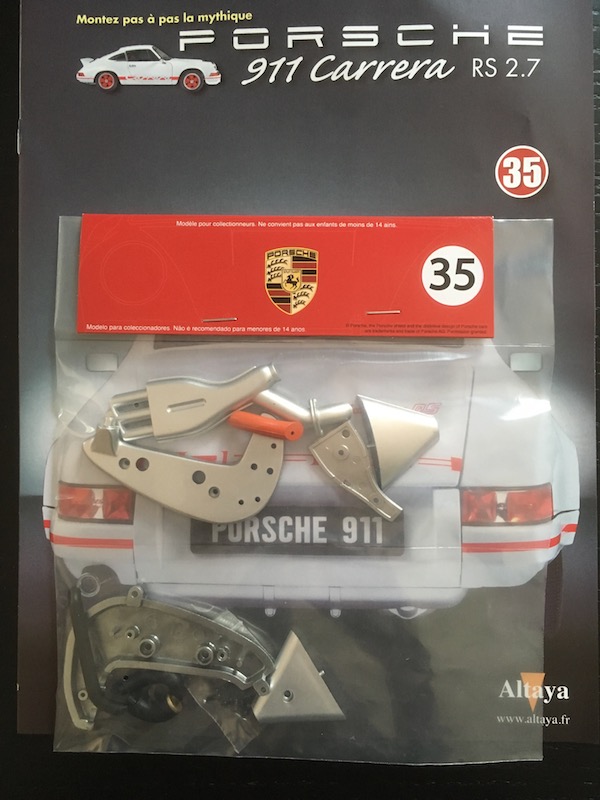 Montez pas à pas la mythique
PORSCHE
911 Carrera RS 2.7
Carrera
35
Modèle pour collectionneurs. Ne convient pas aux enfants de moins de 14 ans.
PORSCHE
35
Modelo para coleccionadores. Não é recomendado para menores de 14 anos
PORSCHE 911
Altaya
www.altaya.fr